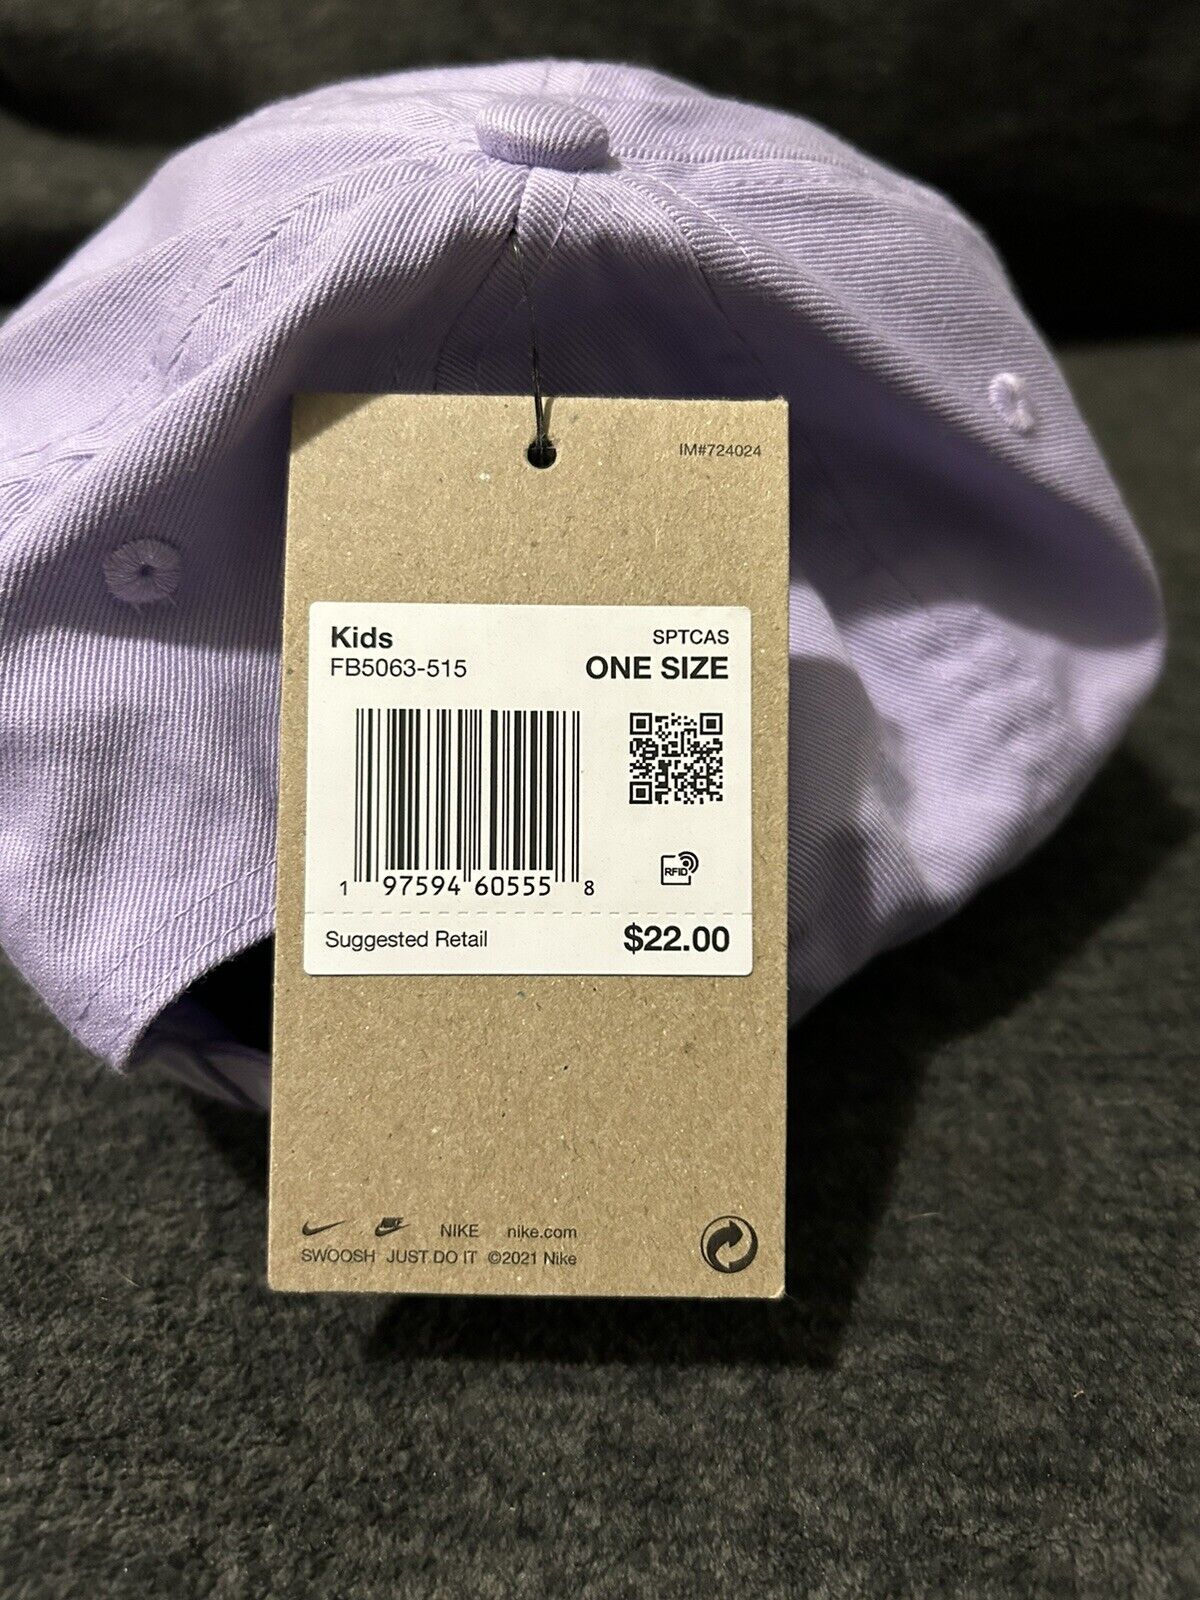 IM#724024
Kids SPTCAS
FB5063-515 ONE SIZE
RFID
1 97594 60555 8
Suggested Retail $22.00
NIKE NIKE nike.com
SWOOSH JUST DO IT ©2021 Nike